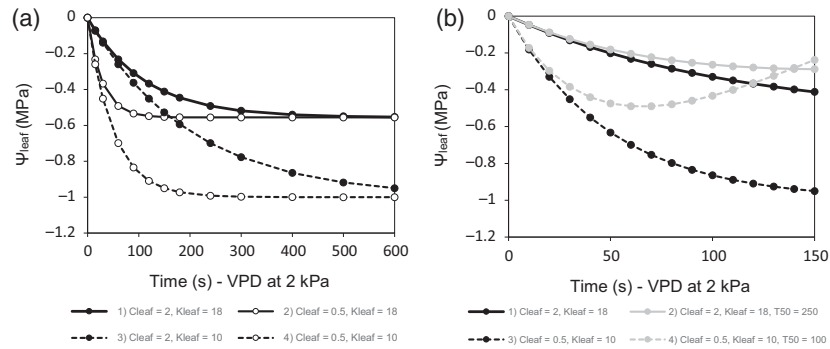 (a)
0
−0.2
−0.4
−0.6
−0.8
−1
−1.2
Ψleaf (MPa)
0 100 200 300 400 500 600
Time (s) - VPD at 2 kPa
1) Cleaf = 2, Kleaf = 18 2) Cleaf = 0.5, Kleaf = 18
3) Cleaf = 2, Kleaf = 10 4) Cleaf = 0.5, Kleaf = 10
(b)
0
−0.2
−0.4
−0.6
−0.8
−1
−1.2
Ψleaf (MPa)
0 50 100 150
Time (s) - VPD at 2 kPa
1) Cleaf = 2, Kleaf = 18 2) Cleaf = 2, Kleaf = 18, T50 = 250
3) Cleaf = 0.5, Kleaf = 10 4) Cleaf = 0.5, Kleaf = 10, T50 = 100